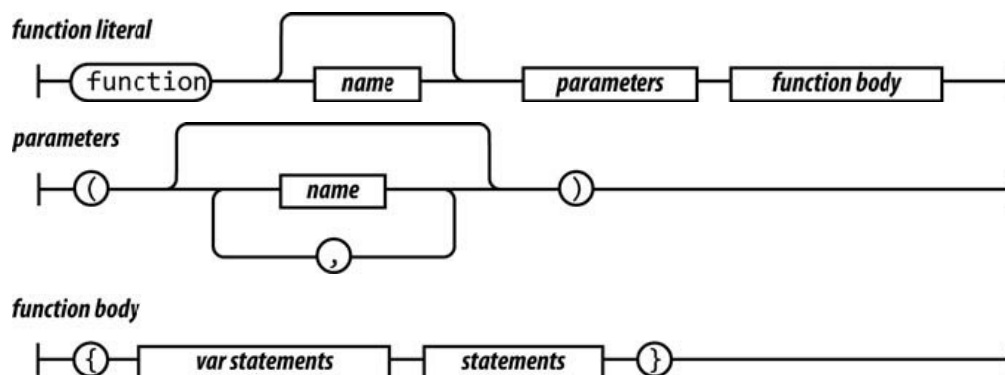 function literal
function name parameters function body
parameters
( name )
,
function body
{ var statements statements }